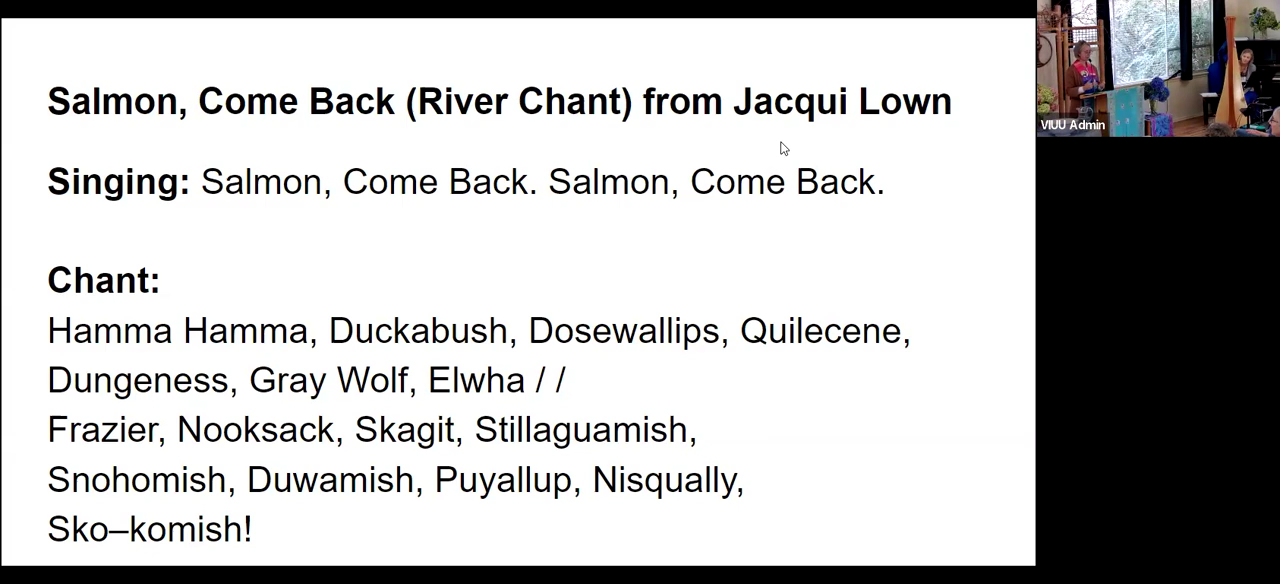 Salmon, Come Back (River Chant) from Jacqui Lown
Singing: Salmon, Come Back. Salmon, Come Back.
Chant:
Hamma Hamma, Duckabush, Dosewallips, Quilecene,
Dungeness, Gray Wolf, Elwha / /
Frazier, Nooksack, Skagit, Stillaguamish,
Snohomish, Duwamish, Puyallup, Nisqually,
Sko–komish!
VIUU Admin